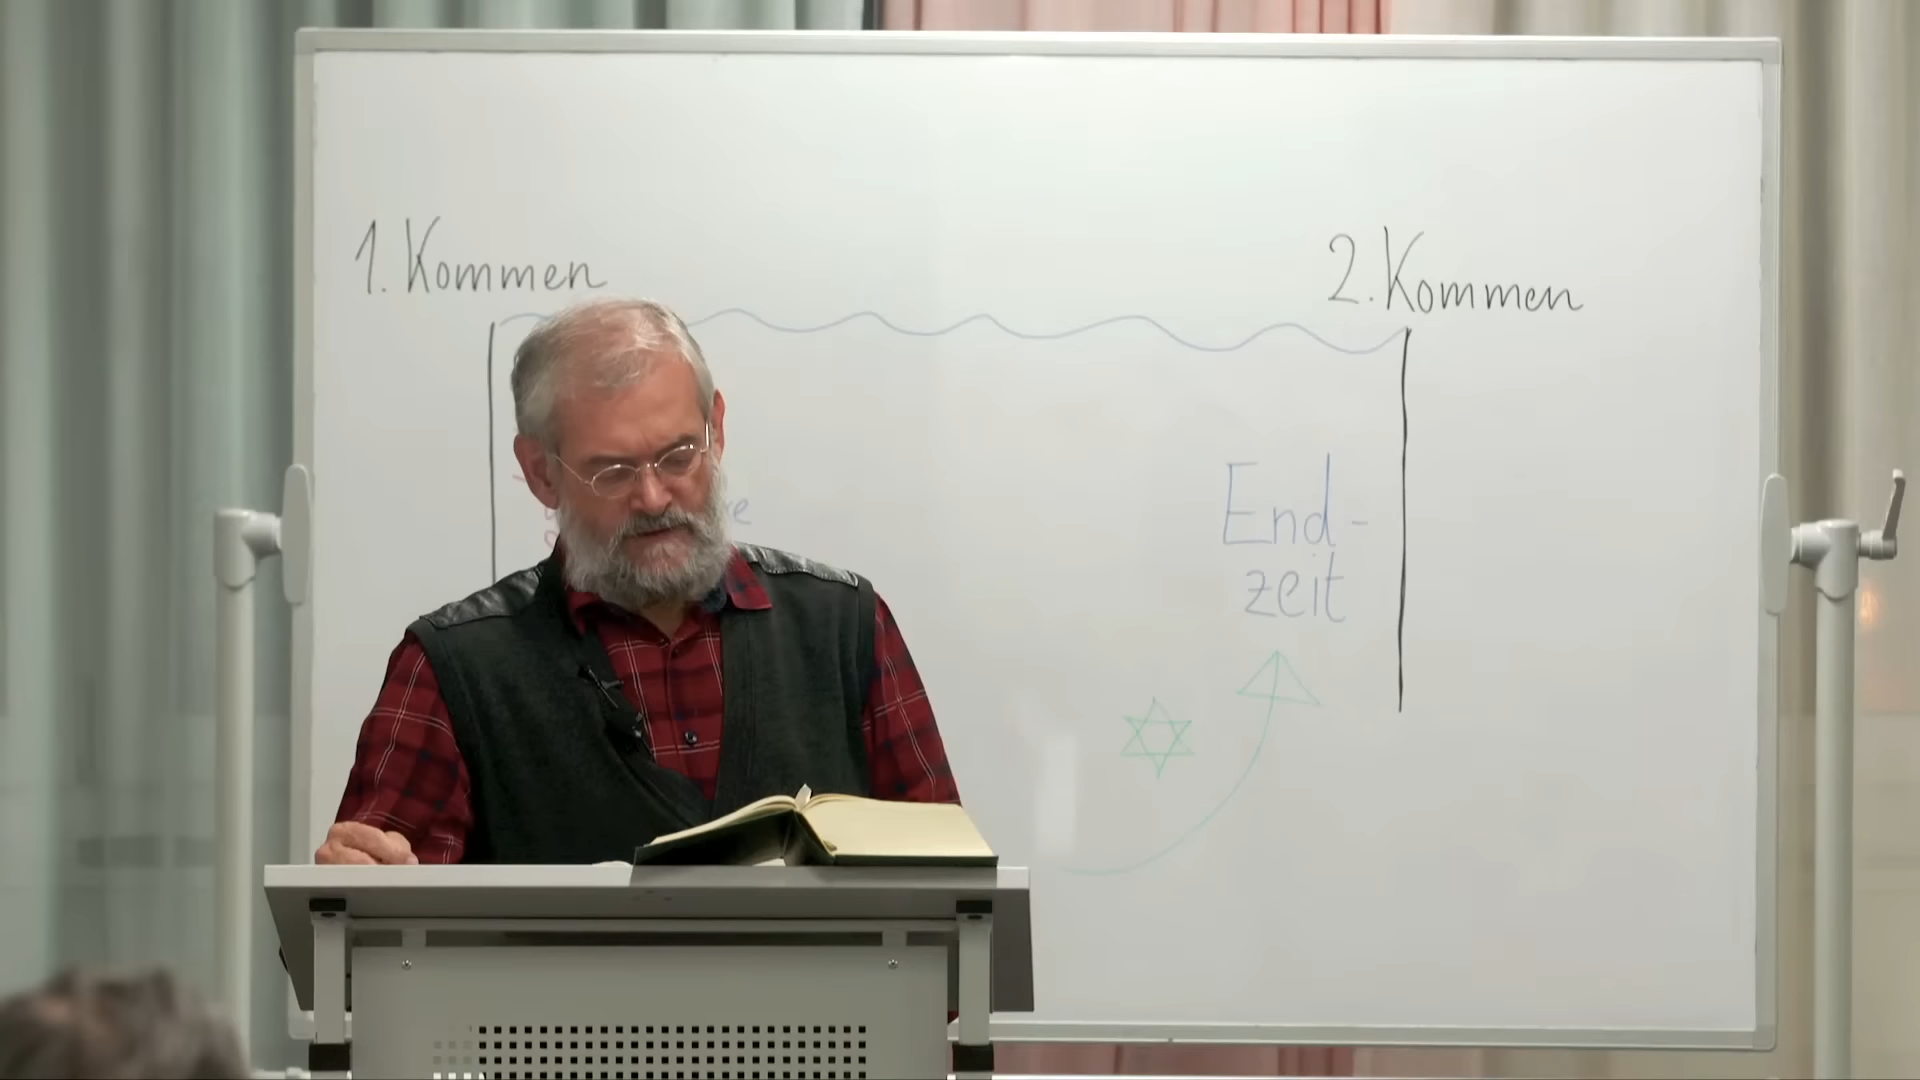 1. Kommen
2. Kommen
End-
zeit